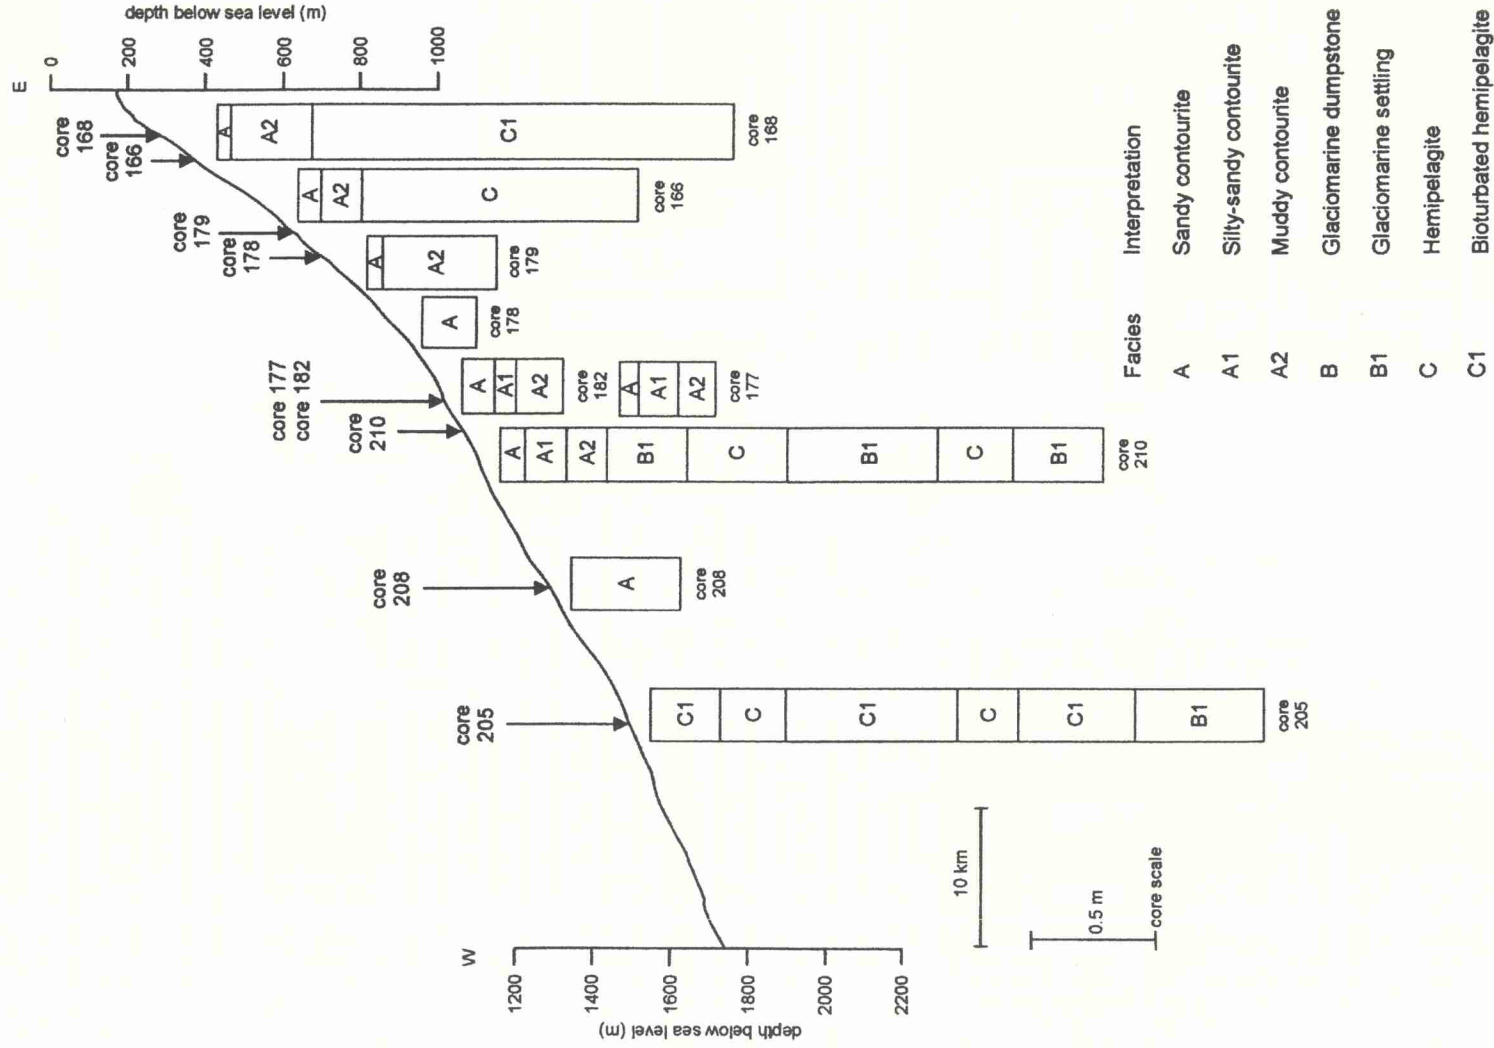 depth below sea level (m)
E
0
200
400
600
800
1000
core
168
core
166
core
179
core
178
core 177
core 182
core
210
core
208
core
205
A
A2
C1
core
168
A
A2
C
core
166
A
A2
core
179
A
core
178
A
A1
A2
core
182
A
A1
A2
core
177
A
A1
A2
B1
C
B1
C
B1
core
210
A
core
208
C1
C
C1
C
C1
B1
core
205
W
1200
1400
1600
1800
2000
2200
depth below sea level (m)
10 km
0.5 m
core scale
Facies Interpretation
A Sandy contourite
A1 Silty-sandy contourite
A2 Muddy contourite
B Glaciomarine dumpstone
B1 Glaciomarine settling
C Hemipelagite
C1 Bioturbated hemipelagite